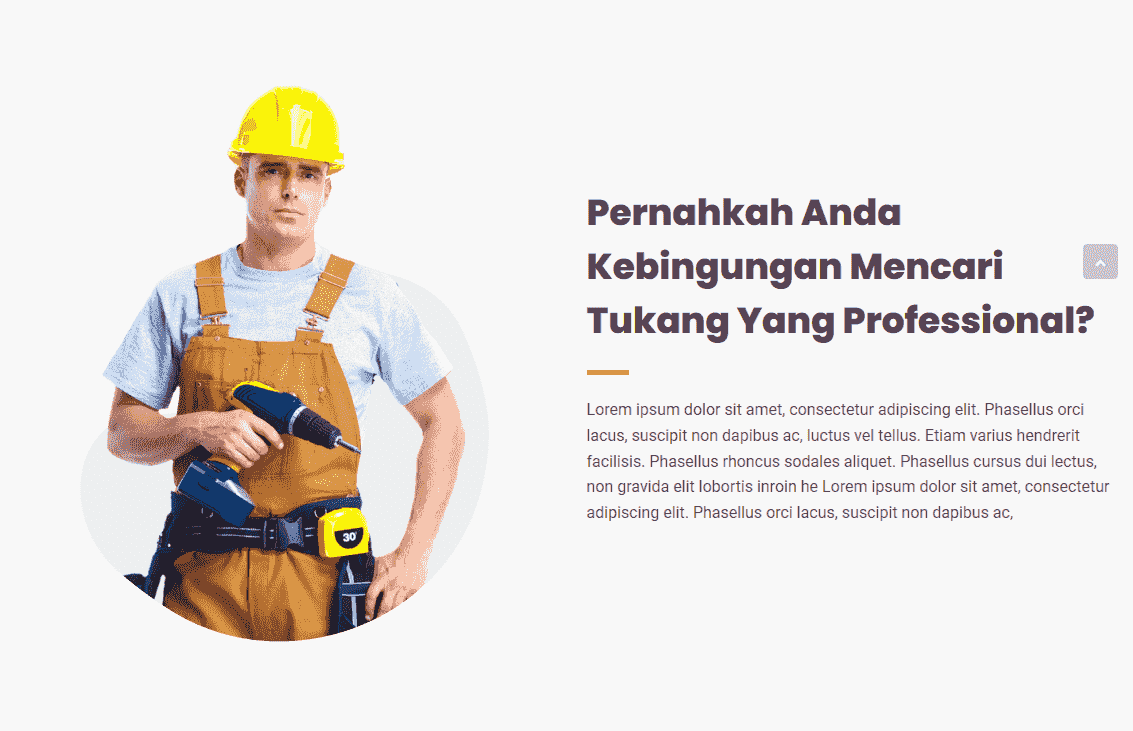 Pernahkah Anda
Kebingungan Mencari
Tukang Yang Professional?
Lorem ipsum dolor sit amet, consectetur adipiscing elit. Phasellus orci
lacus, suscipit non dapibus ac, luctus vel tellus. Etiam varius hendrerit
facilisis. Phasellus rhoncus sodales aliquet. Phasellus cursus dui lectus,
non gravida elit lobortis inroin he Lorem ipsum dolor sit amet, consectetur
adipiscing elit. Phasellus orci lacus, suscipit non dapibus ac,
30'